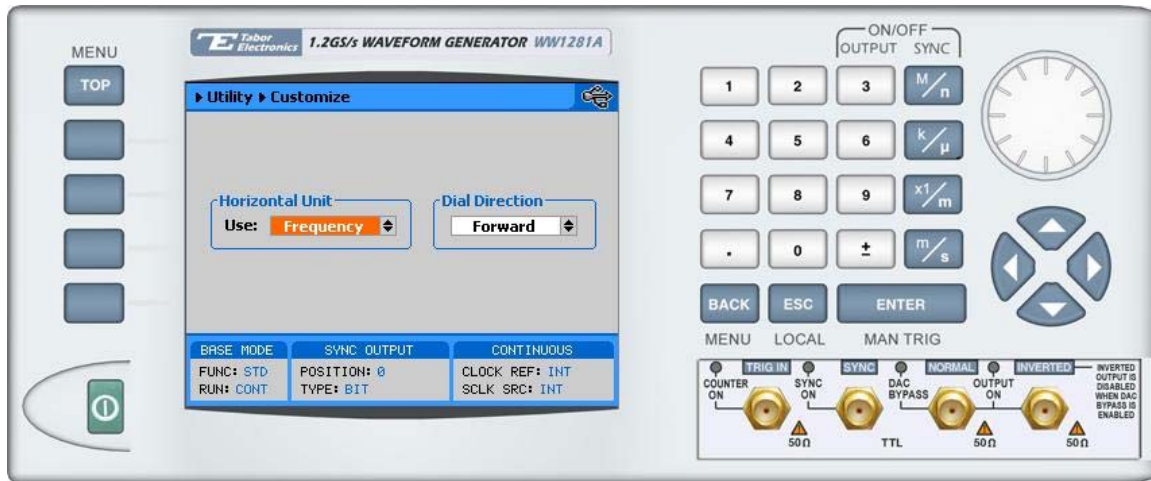 MENU
TOP
Tabor Electronics 1.2GS/s WAVEFORM GENERATOR WW1281A
Utility Customize
Horizontal Unit
Use: Frequency
Dial Direction
Forward
BASE MODE SYNC OUTPUT CONTINUOUS
FUNC: STD POSITION: 0 CLOCK REF: INT
RUN: CONT TYPE: BIT SCLK SRC: INT
ON/OFF
OUTPUT SYNC
1 2 3 M/n
4 5 6 k/µ
7 8 9 x1/m
. 0 ± m/s
BACK ESC ENTER
MENU LOCAL MAN TRIG
TRIG IN SYNC NORMAL INVERTED
COUNTER ON
SYNC ON
DAC BYPASS
OUTPUT ON
INVERTED
OUTPUT IS
DISABLED
WHEN DAC
BYPASS IS
ENABLED
50Ω TTL 50Ω 50Ω